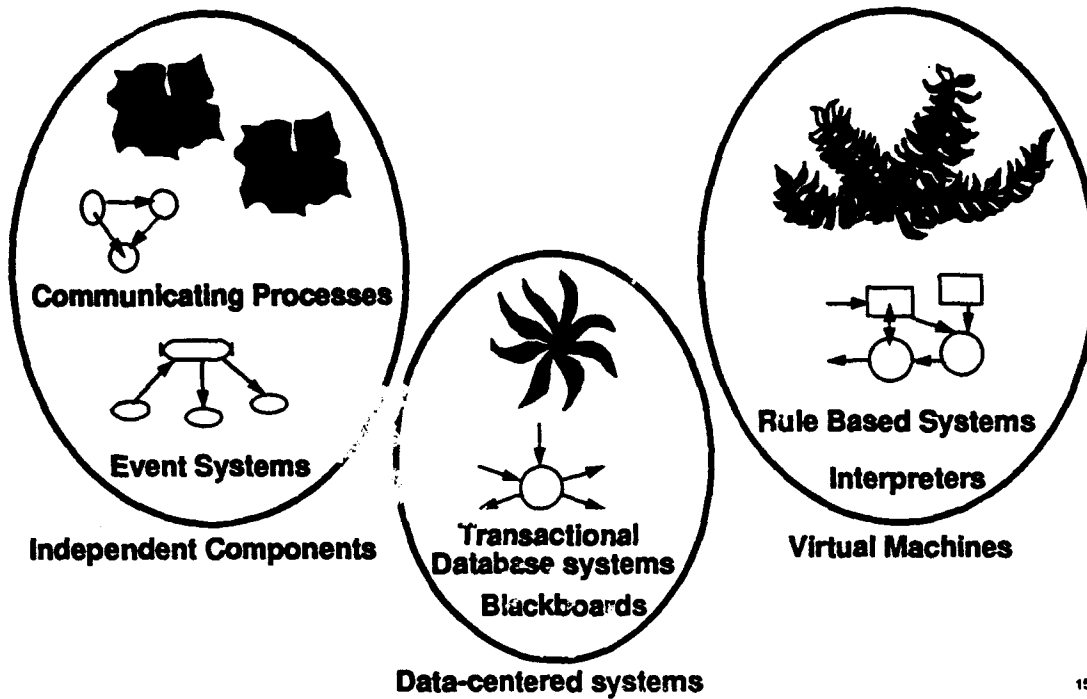 Communicating Processes
Event Systems
Independent Components
Transactional
Database systems
Blackboards
Data-centered systems
Rule Based Systems
Interpreters
Virtual Machines